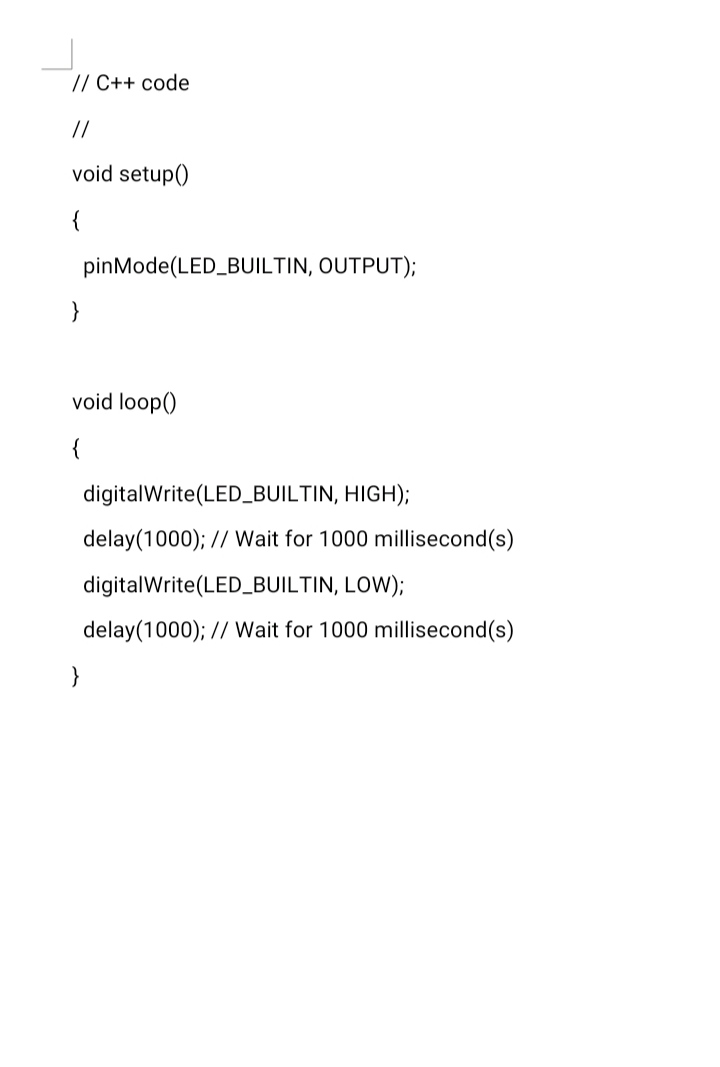 // C++ code
//
void setup()
{
  pinMode(LED_BUILTIN, OUTPUT);
}

void loop()
{
  digitalWrite(LED_BUILTIN, HIGH);
  delay(1000); // Wait for 1000 millisecond(s)
  digitalWrite(LED_BUILTIN, LOW);
  delay(1000); // Wait for 1000 millisecond(s)
}